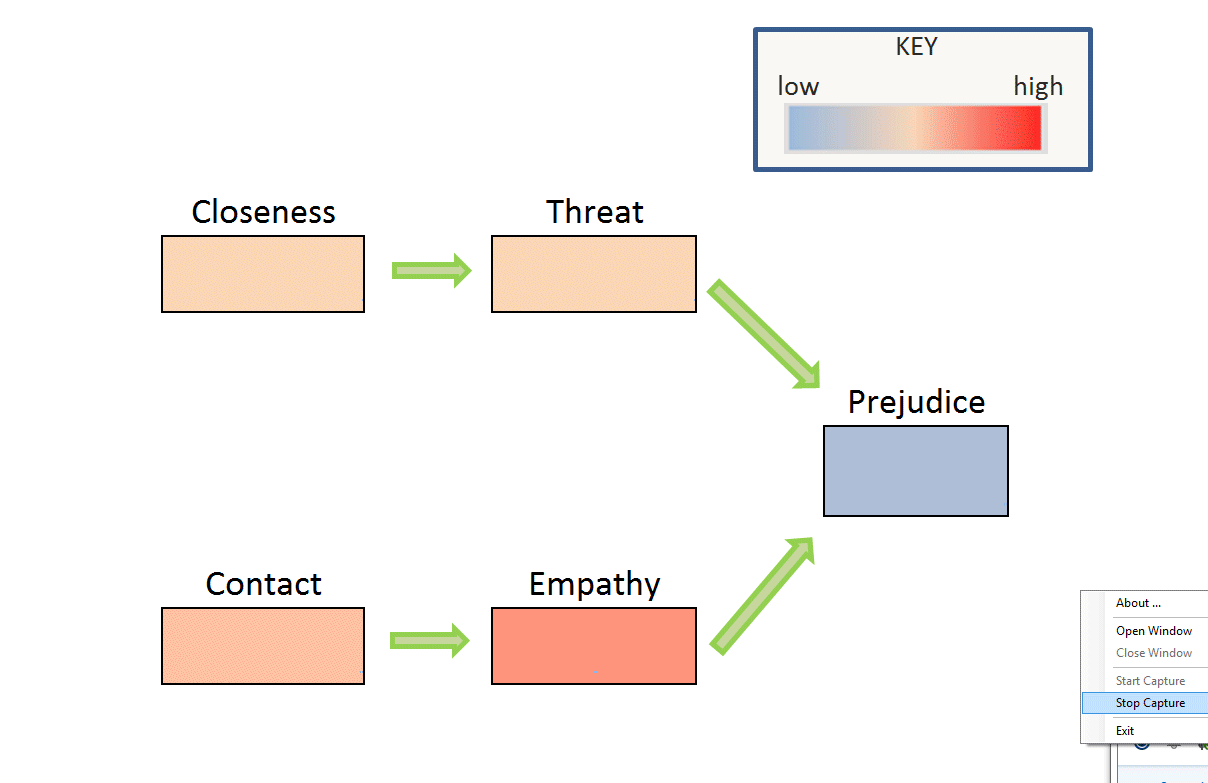 KEY
low high
Closeness Threat
Prejudice
Contact Empathy
About ...
Open Window
Close Window
Start Capture
Stop Capture
Exit